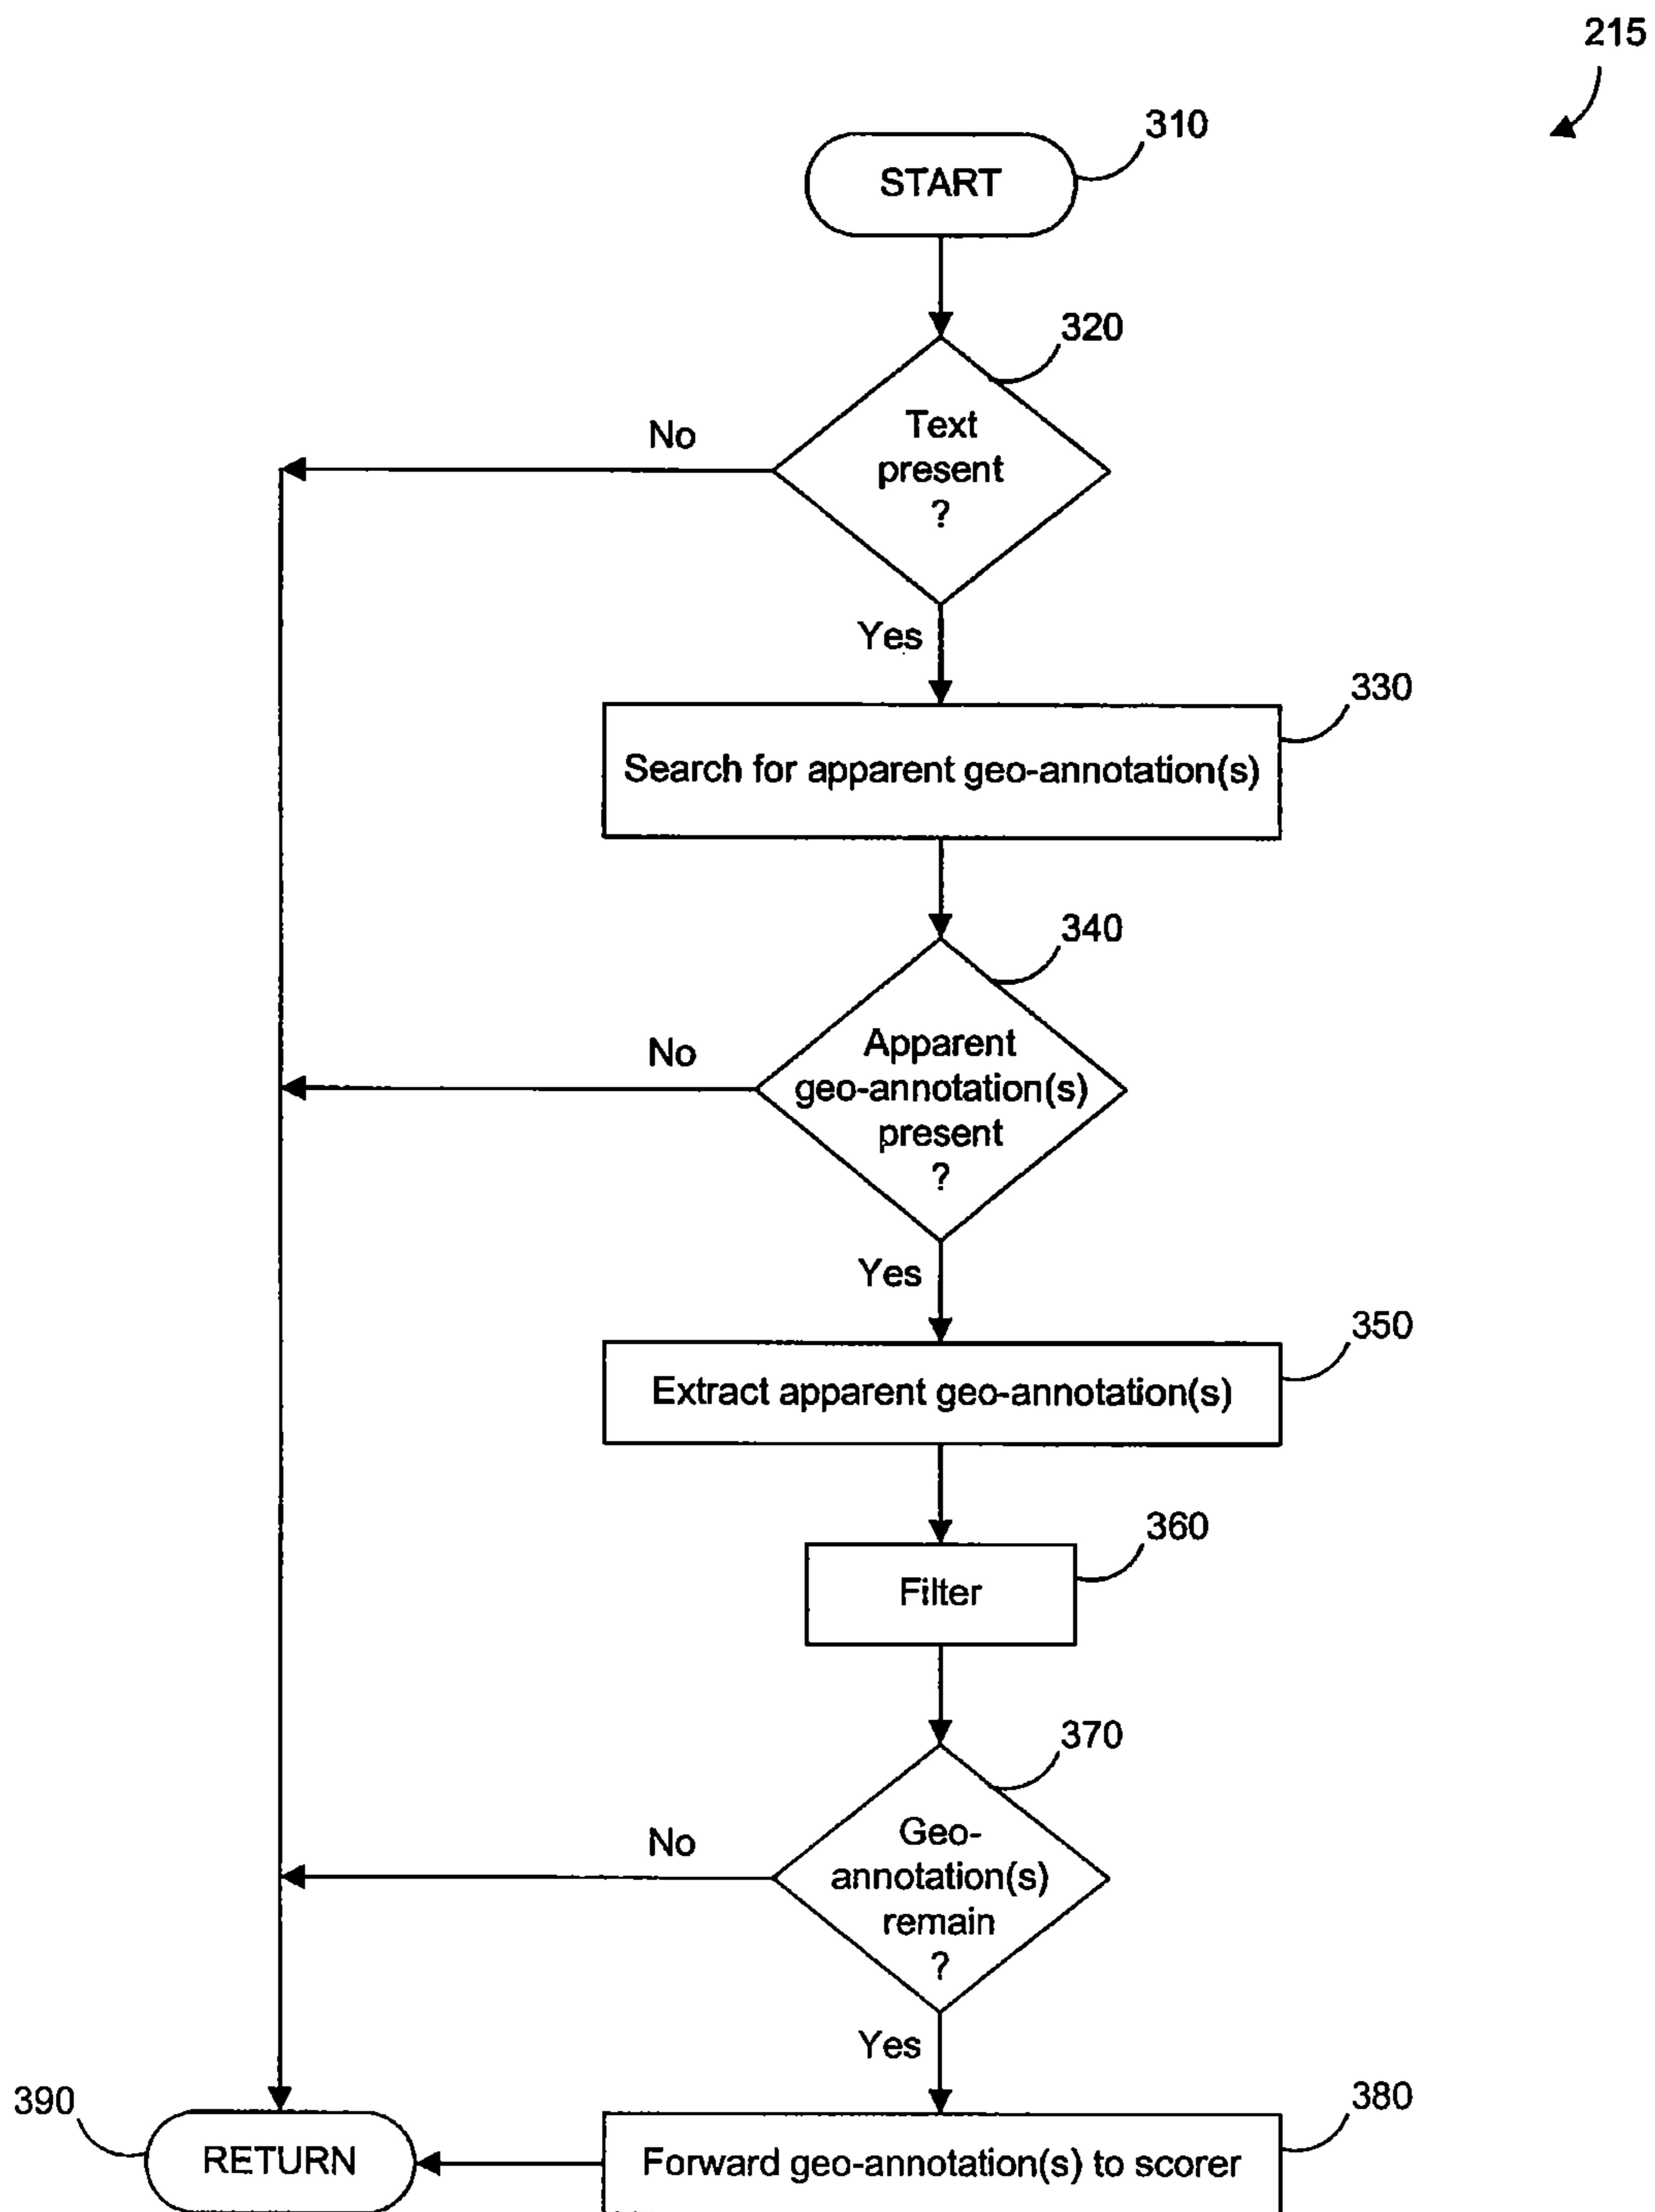 215
310
START
320
Text
present
?
No
Yes
330
Search for apparent geo-annotation(s)
340
Apparent
geo-annotation(s)
present
?
No
Yes
350
Extract apparent geo-annotation(s)
360
Filter
370
Geo-
annotation(s)
remain
?
No
Yes
390
RETURN
380
Forward geo-annotation(s) to scorer